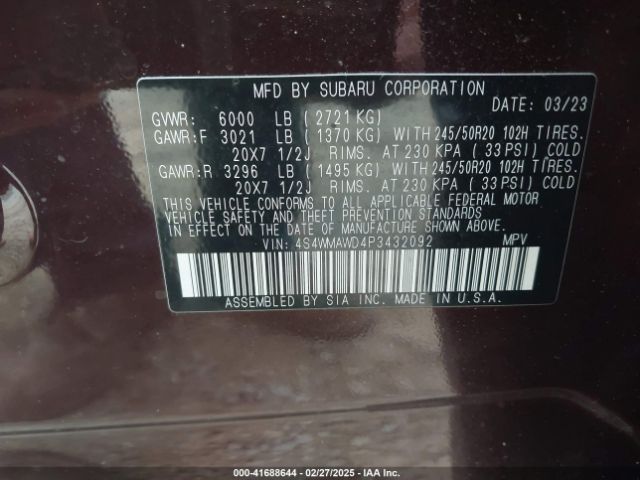 MFD BY SUBARU CORPORATION
DATE: 03/23
GVWR: 6000 LB (2721 KG)
GAWR:F 3021 LB (1370 KG) WITH 245/50R20 102H TIRES.
20X7 1/2J RIMS. AT 230 KPA (33 PSI) COLD
GAWR:R 3296 LB (1495 KG) WITH 245/50R20 102H TIRES.
20X7 1/2J RIMS. AT 230 KPA (33 PSI) COLD
THIS VEHICLE CONFORMS TO ALL APPLICABLE FEDERAL MOTOR
VEHICLE SAFETY AND THEFT PREVENTION STANDARDS
IN EFFECT ON THE DATE OF MANUFACTURE SHOWN ABOVE.
VIN: 4S4WMAWD4P3432092 MPV
ASSEMBLED BY SIA INC. MADE IN U.S.A.
000-41688644 — 02/27/2025 — IAA Inc.